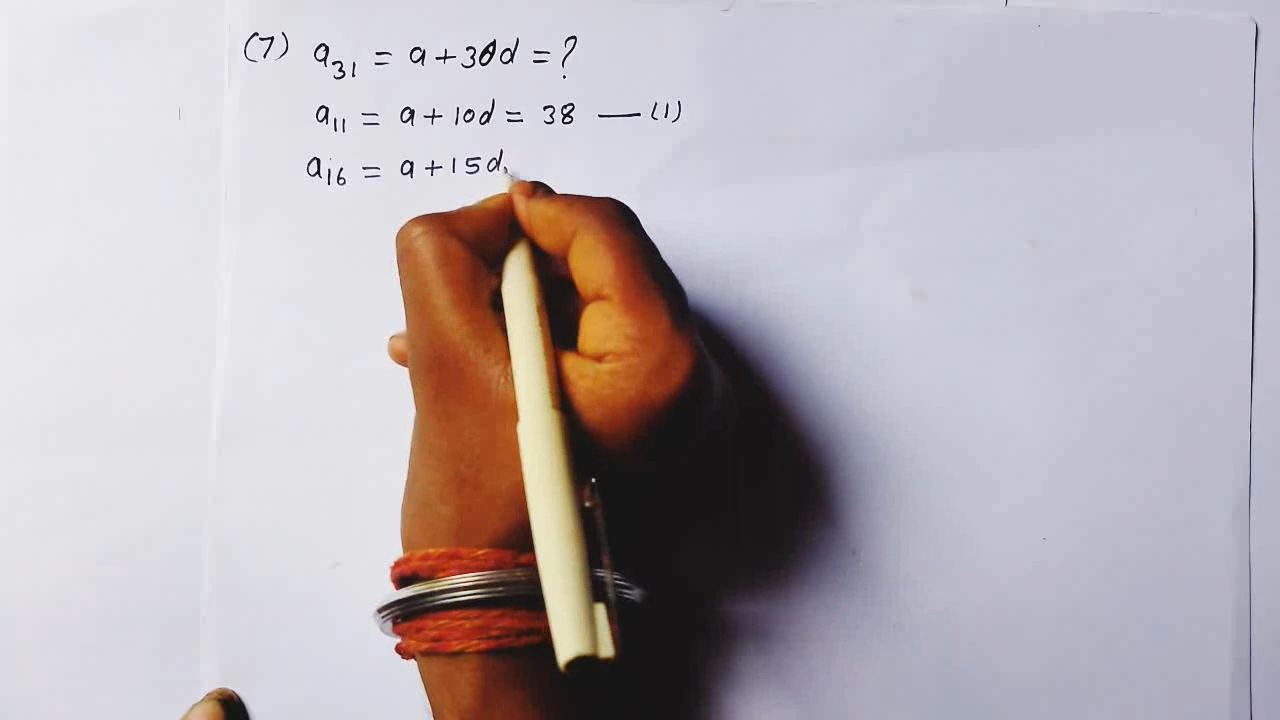 (7) a31 = a+30d = ?
a11 = a+10d = 38 — (1)
a16 = a+15d